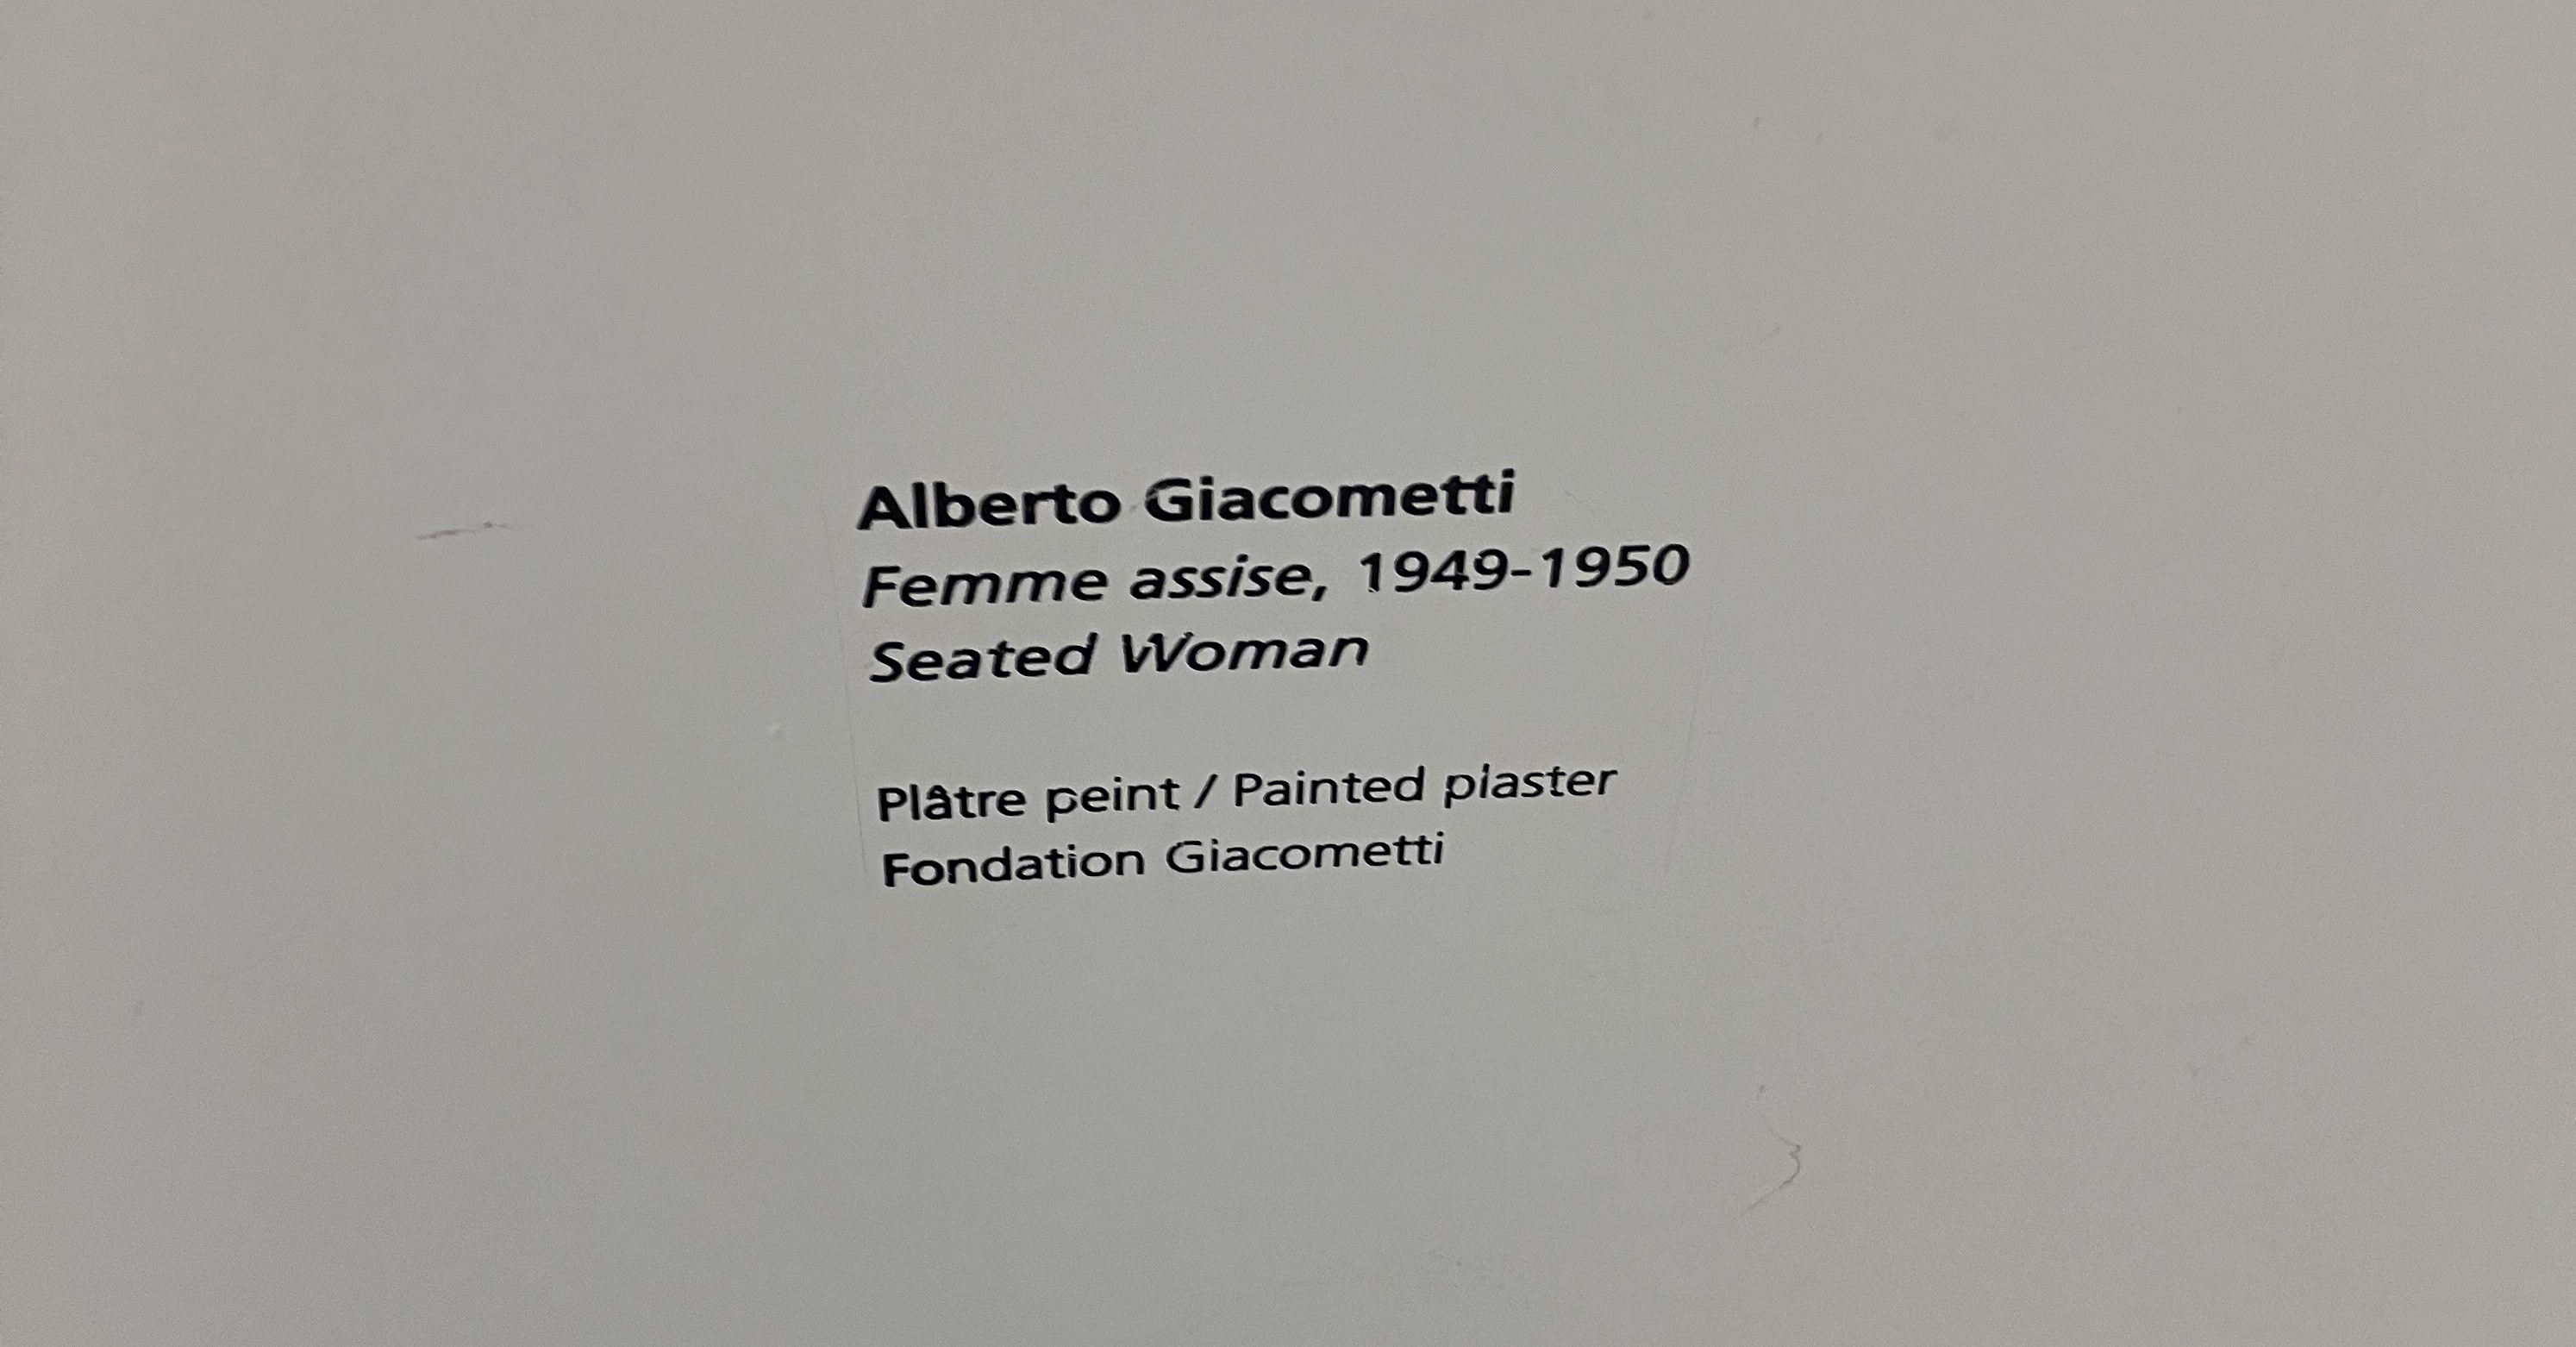 Alberto Giacometti
Femme assise, 1949-1950
Seated Woman
Plâtre peint / Painted plaster
Fondation Giacometti